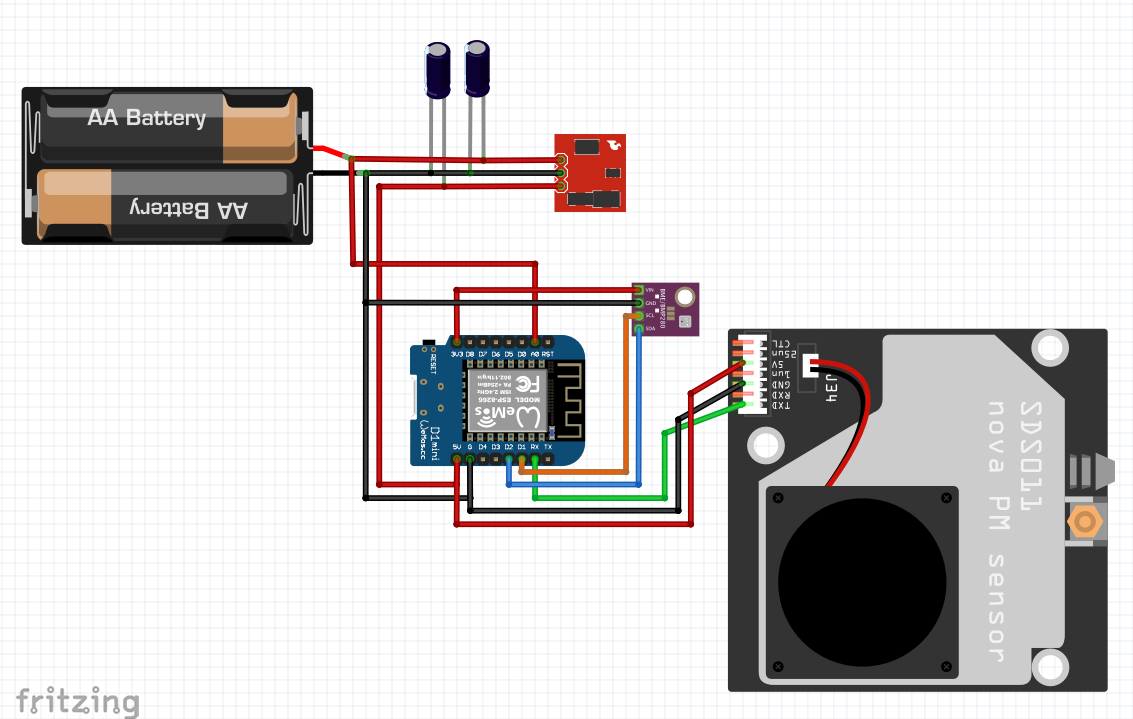 AA Battery
AA Battery
VIN
GND
SCL
SDA
BME/BMP280
3V3 D8 D7 D6 D5 D0 A0 RST
RESET
MODEL ESP-8266
ISM 2.4GHz
PA +25dBm
802.11b/g/n
FC
WeMos
D1 mini
WeMos.cc
5V G D4 D3 D2 D1 RX TX
CTL
25um
5V
1um
GND
RXD
TXD
J34
SDS011
nova PM sensor
fritzing